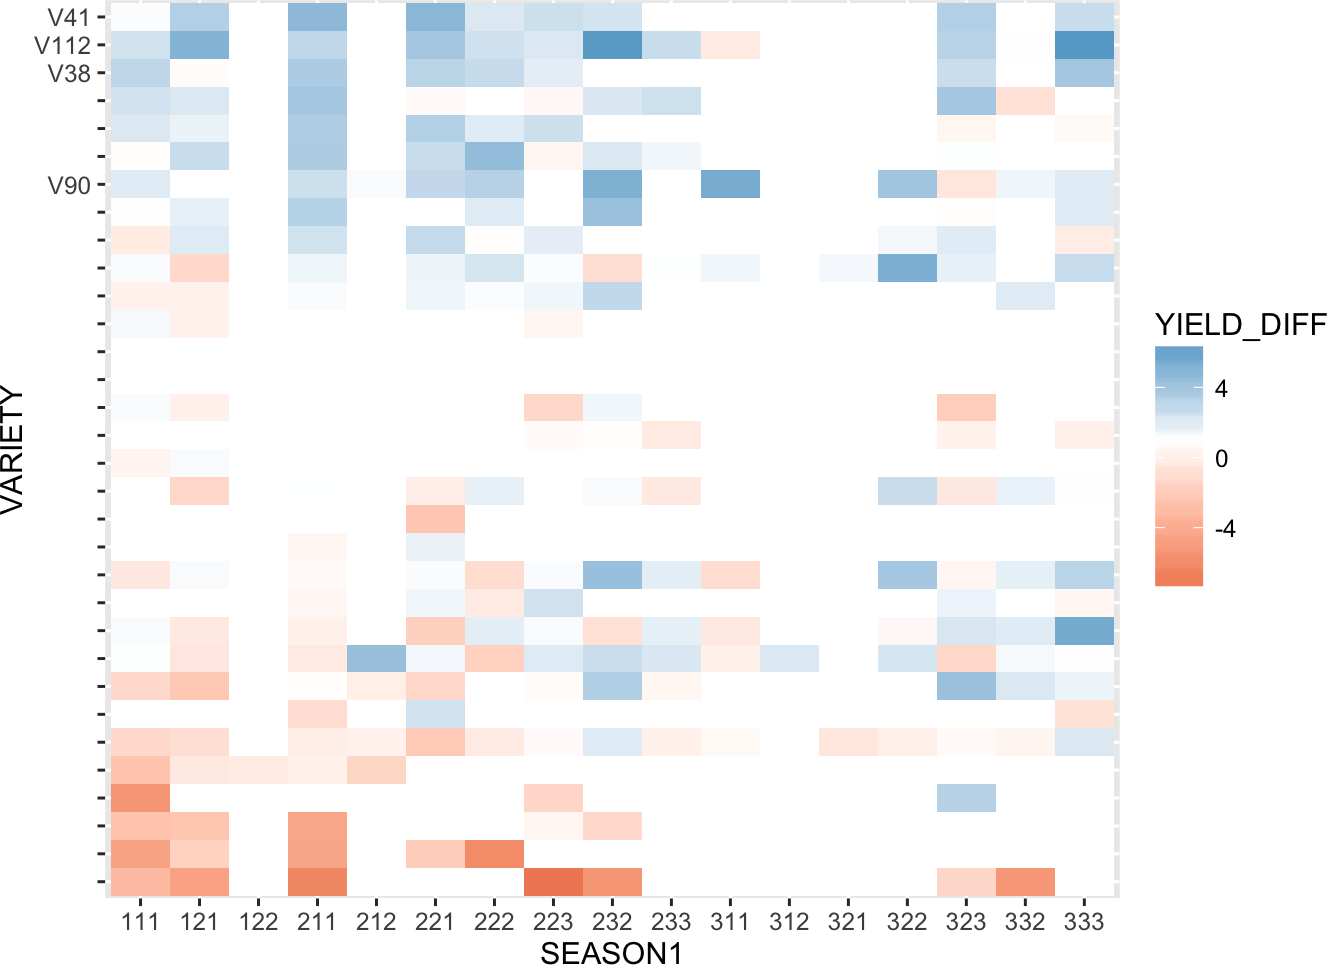 V41
V112
V38
V90
VARIETY
111 121 122 211 212 221 222 223 232 233 311 312 321 322 323 332 333
SEASON1
YIELD_DIFF
4
0
-4